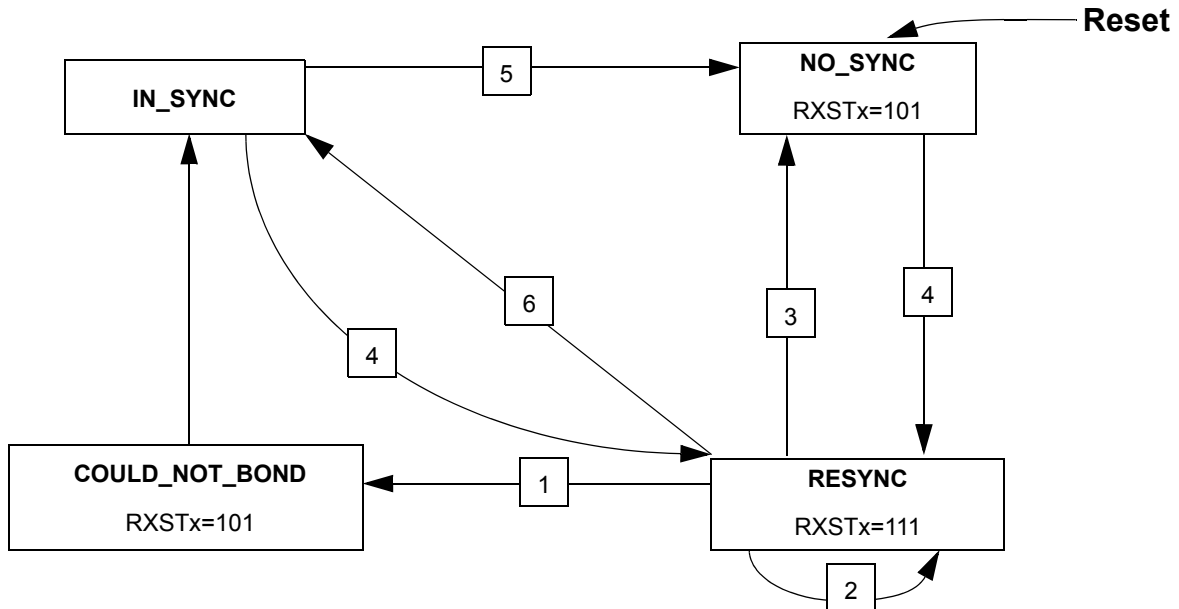 Reset
NO_SYNC
RXSTx=101
IN_SYNC
5
4
6
3
4
COULD_NOT_BOND
RXSTx=101
1
RESYNC
RXSTx=111
2